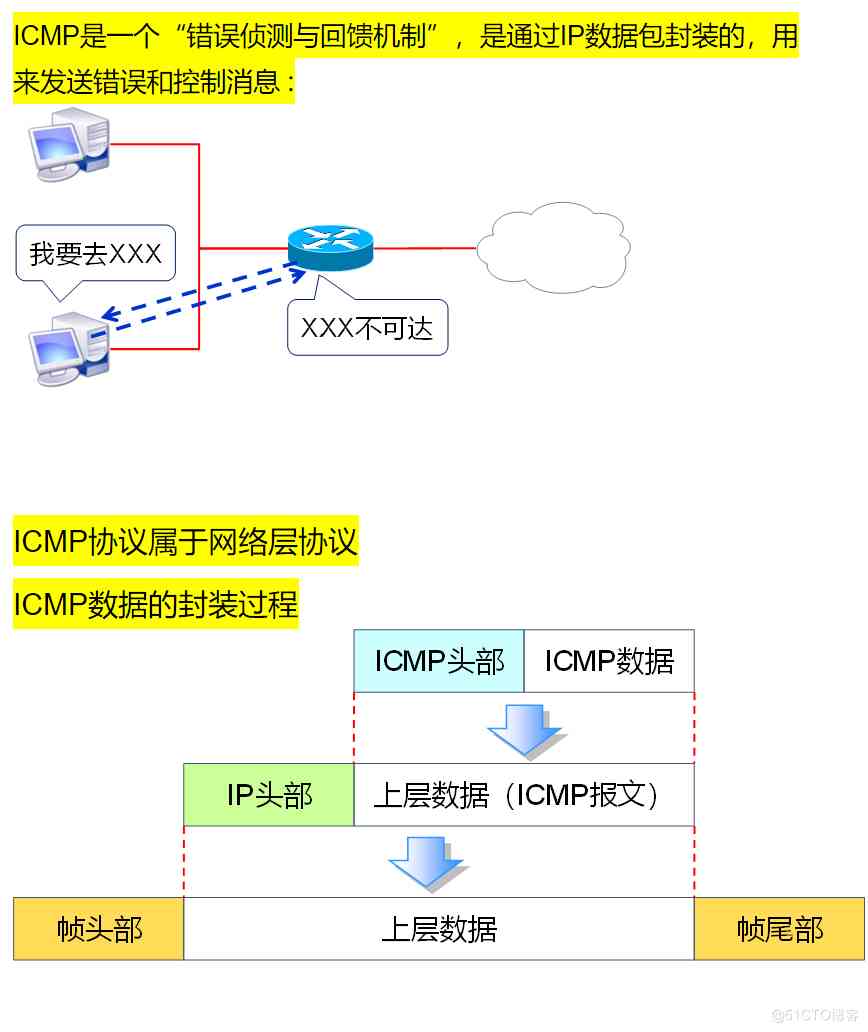 ICMP是一个“错误侦测与回馈机制”，是通过IP数据包封装的，用
来发送错误和控制消息：
我要去XXX
XXX不可达
ICMP协议属于网络层协议
ICMP数据的封装过程
ICMP头部 ICMP数据
IP头部 上层数据（ICMP报文）
帧头部 上层数据 帧尾部
@51CTO博客